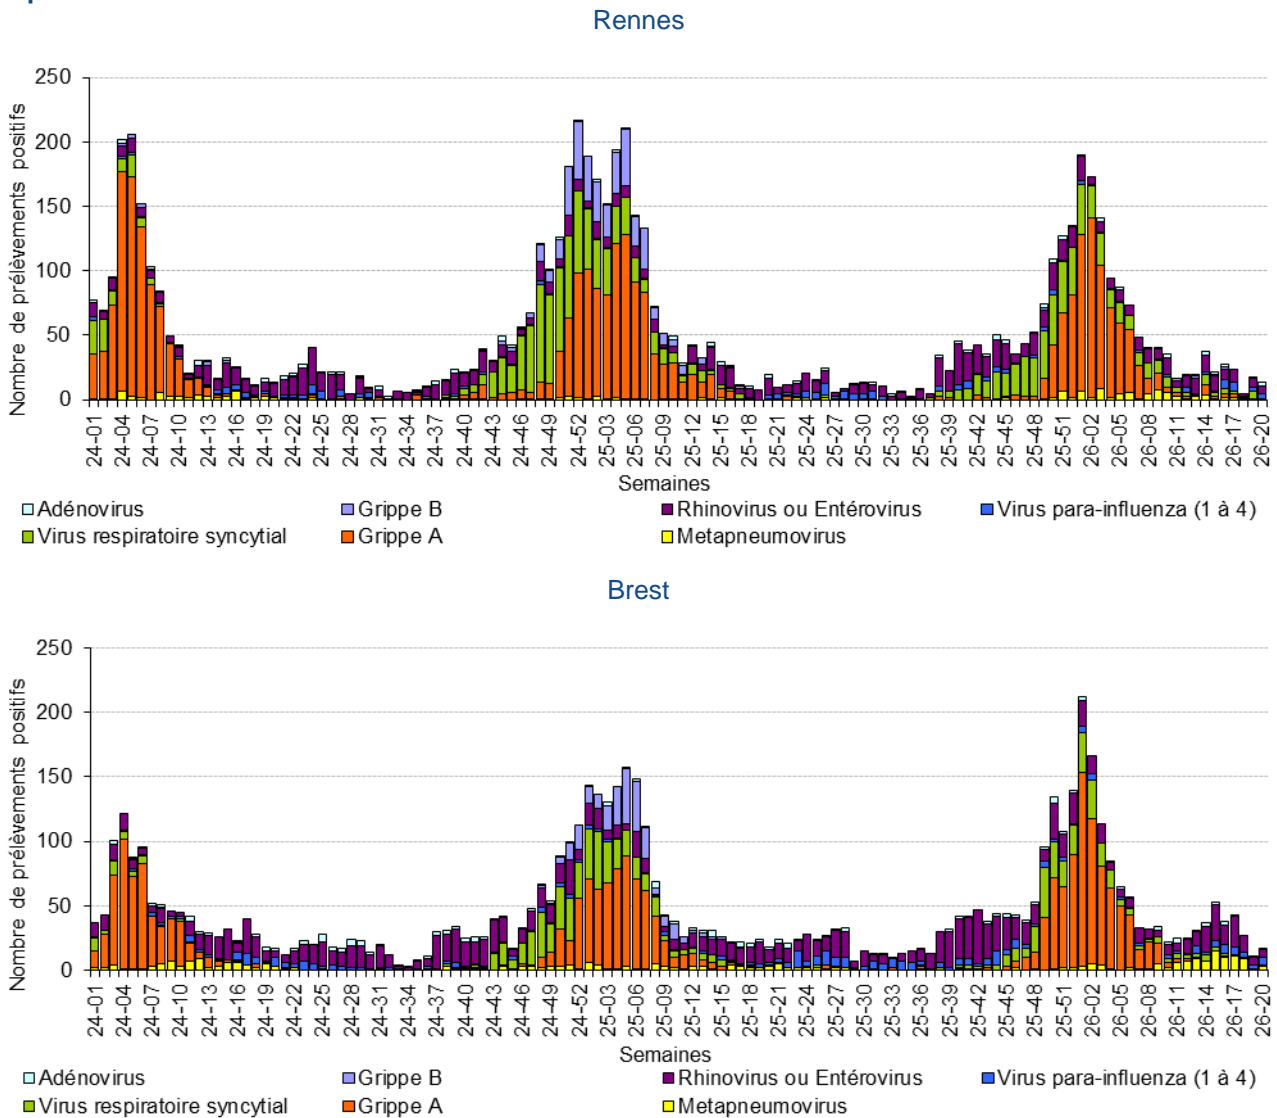 Rennes
Nombre de prélèvements positifs
250
200
150
100
50
0
24-01 24-04 24-07 24-10 24-13 24-16 24-19 24-22 24-25 24-28 24-31 24-34 24-37 24-40 24-43 24-46 24-49 24-52 25-03 25-06 25-09 25-12 25-15 25-18 25-21 25-24 25-27 25-30 25-33 25-36 25-39 25-42 25-45 25-48 25-51 26-02 26-05 26-08 26-11 26-14 26-17 26-20
Semaines
Adénovirus Grippe B Rhinovirus ou Entérovirus Virus para-influenza (1 à 4)
Virus respiratoire syncytial Grippe A Metapneumovirus
Brest
Nombre de prélèvements positifs
250
200
150
100
50
0
24-01 24-04 24-07 24-10 24-13 24-16 24-19 24-22 24-25 24-28 24-31 24-34 24-37 24-40 24-43 24-46 24-49 24-52 25-03 25-06 25-09 25-12 25-15 25-18 25-21 25-24 25-27 25-30 25-33 25-36 25-39 25-42 25-45 25-48 25-51 26-02 26-05 26-08 26-11 26-14 26-17 26-20
Semaines
Adénovirus Grippe B Rhinovirus ou Entérovirus Virus para-influenza (1 à 4)
Virus respiratoire syncytial Grippe A Metapneumovirus